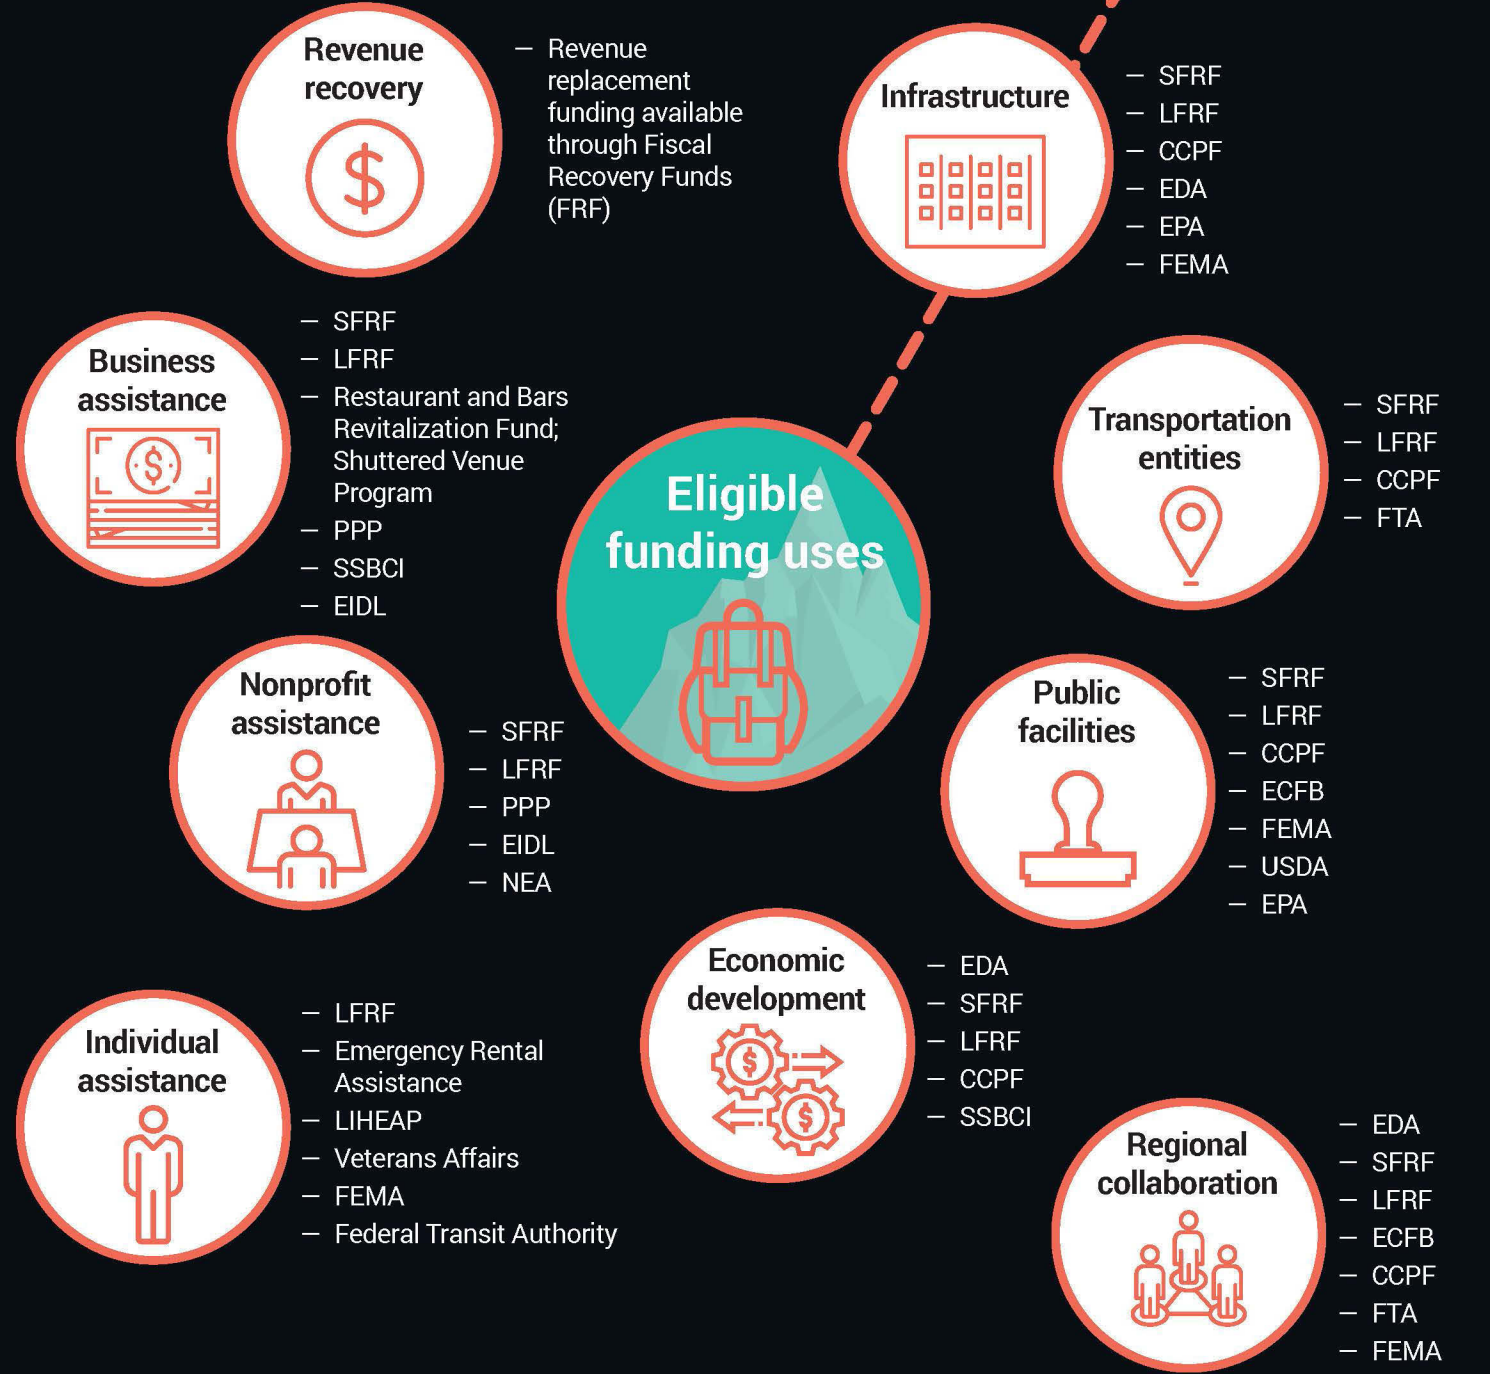 Revenue
recovery
— Revenue
replacement
funding available
through Fiscal
Recovery Funds
(FRF)
Infrastructure
— SFRF
— LFRF
— CCPF
— EDA
— EPA
— FEMA
Business
assistance
— SFRF
— LFRF
— Restaurant and Bars
Revitalization Fund;
Shuttered Venue
Program
— PPP
— SSBCI
— EIDL
Eligible
funding uses
Transportation
entities
— SFRF
— LFRF
— CCPF
— FTA
Nonprofit
assistance
— SFRF
— LFRF
— PPP
— EIDL
— NEA
Public
facilities
— SFRF
— LFRF
— CCPF
— ECFB
— FEMA
— USDA
— EPA
Economic
development
— EDA
— SFRF
— LFRF
— CCPF
— SSBCI
Individual
assistance
— LFRF
— Emergency Rental
Assistance
— LIHEAP
— Veterans Affairs
— FEMA
— Federal Transit Authority
Regional
collaboration
— EDA
— SFRF
— LFRF
— ECFB
— CCPF
— FTA
— FEMA